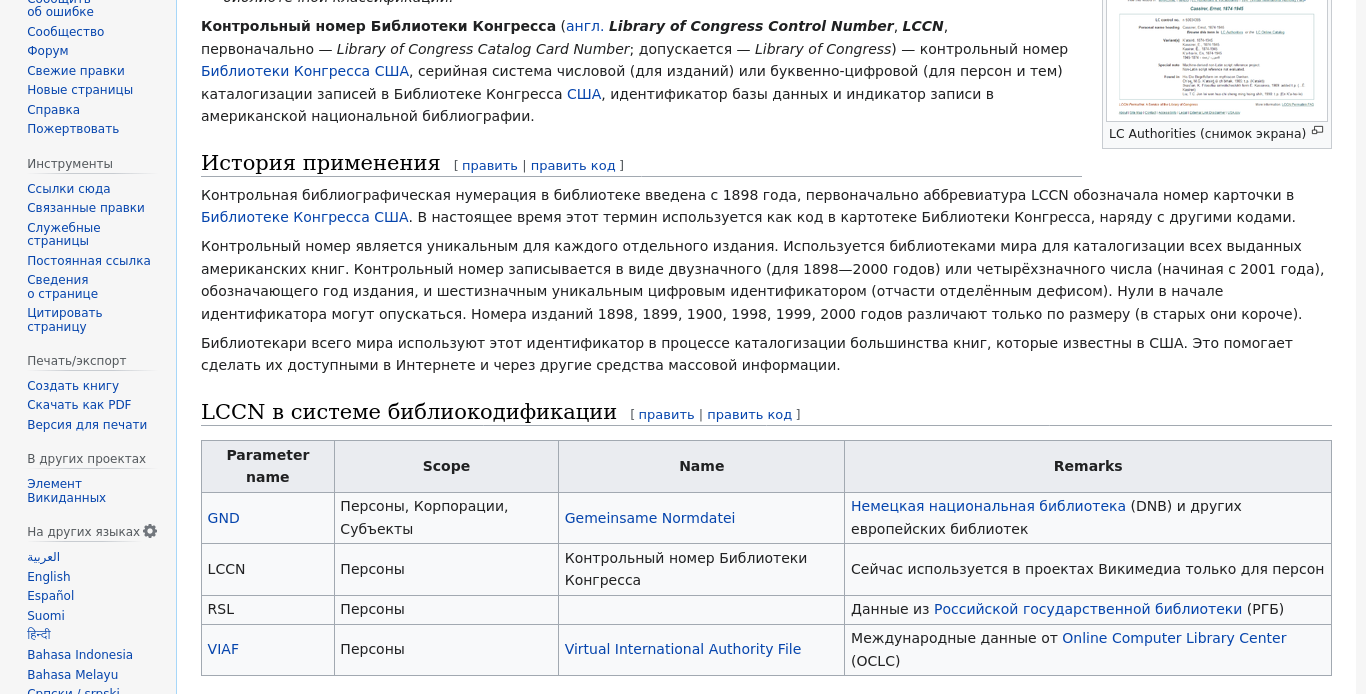 Сообщить
об ошибке
Сообщество
Форум
Свежие правки
Новые страницы
Справка
Пожертвовать
Инструменты
Ссылки сюда
Связанные правки
Служебные
страницы
Постоянная ссылка
Сведения
о странице
Цитировать
страницу
Печать/экспорт
Создать книгу
Скачать как PDF
Версия для печати
В других проектах
Элемент
Викиданных
На других языках
العربية
English
Español
Suomi
हिन्दी
Bahasa Indonesia
Bahasa Melayu
Српски / srpski
библиотечной классификации.
Контрольный номер Библиотеки Конгресса (англ. Library of Congress Control Number, LCCN,
первоначально — Library of Congress Catalog Card Number; допускается — Library of Congress) — контрольный номер
Библиотеки Конгресса США, серийная система числовой (для изданий) или буквенно-цифровой (для персон и тем)
каталогизации записей в Библиотеке Конгресса США, идентификатор базы данных и индикатор записи в
американской национальной библиографии.
LC Authorities (снимок экрана)
История применения [ править | править код ]
Контрольная библиографическая нумерация в библиотеке введена с 1898 года, первоначально аббревиатура LCCN обозначала номер карточки в
Библиотеке Конгресса США. В настоящее время этот термин используется как код в картотеке Библиотеки Конгресса, наряду с другими кодами.
Контрольный номер является уникальным для каждого отдельного издания. Используется библиотеками мира для каталогизации всех выданных
американских книг. Контрольный номер записывается в виде двузначного (для 1898—2000 годов) или четырёхзначного числа (начиная с 2001 года),
обозначающего год издания, и шестизначным уникальным цифровым идентификатором (отчасти отделённым дефисом). Нули в начале
идентификатора могут опускаться. Номера изданий 1898, 1899, 1900, 1998, 1999, 2000 годов различают только по размеру (в старых они короче).
Библиотекари всего мира используют этот идентификатор в процессе каталогизации большинства книг, которые известны в США. Это помогает
сделать их доступными в Интернете и через другие средства массовой информации.
LCCN в системе библиокодификации [ править | править код ]
Parameter
name
Scope
Name
Remarks
GND
Персоны, Корпорации,
Субъекты
Gemeinsame Normdatei
Немецкая национальная библиотека (DNB) и других
европейских библиотек
LCCN
Персоны
Контрольный номер Библиотеки
Конгресса
Сейчас используется в проектах Викимедиа только для персон
RSL
Персоны
Данные из Российской государственной библиотеки (РГБ)
VIAF
Персоны
Virtual International Authority File
Международные данные от Online Computer Library Center
(OCLC)